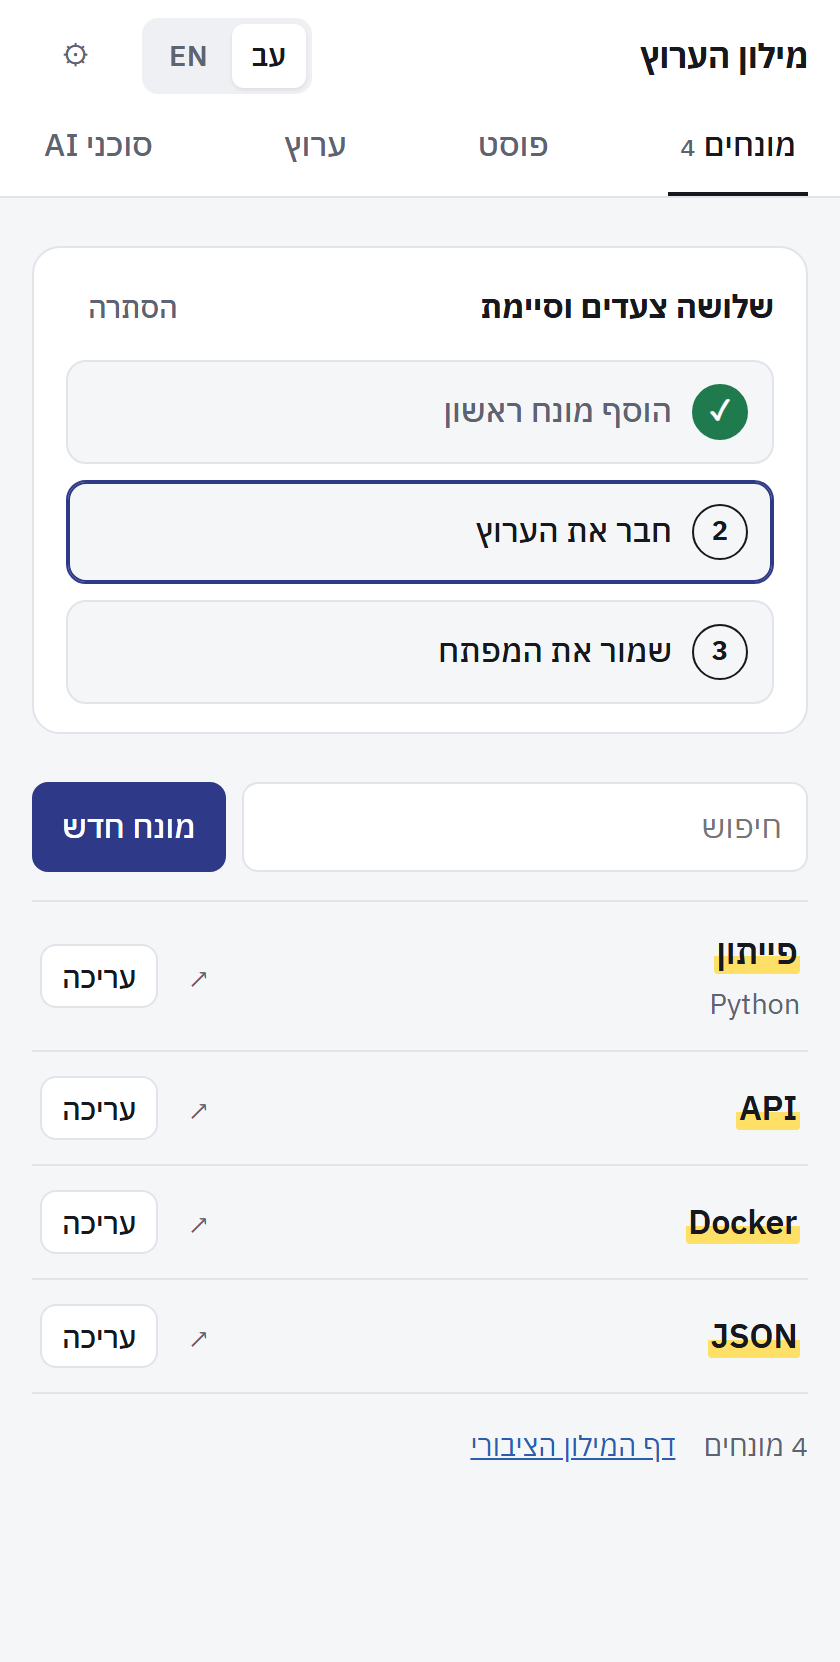 מילון הערוץ
עב EN ⚙
מונחים 4 פוסט ערוץ סוכני AI
שלושה צעדים וסיימת הסתרה
✓ הוסף מונח ראשון
2 חבר את הערוץ
3 שמור את המפתח
חיפוש מונח חדש
פייתון
Python
↗ עריכה
API ↗ עריכה
Docker ↗ עריכה
JSON ↗ עריכה
4 מונחים דף המילון הציבורי